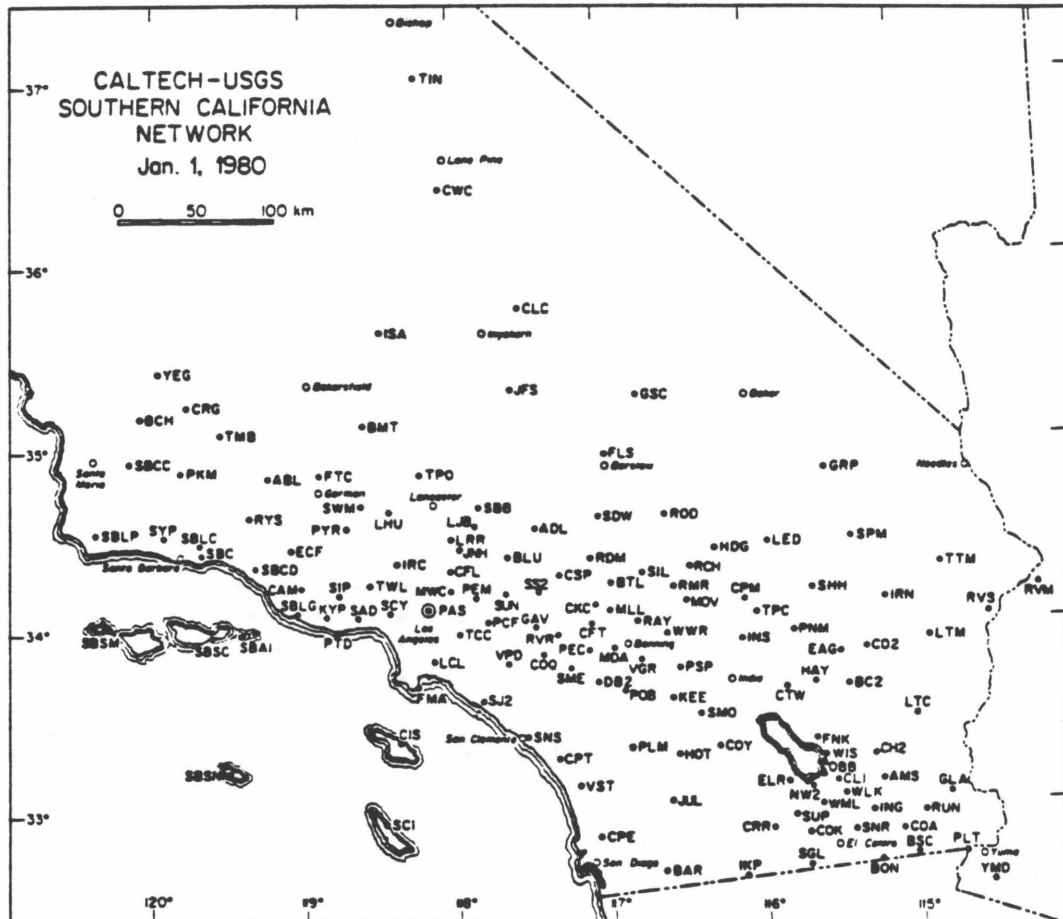 Bishop
TIN
37°
CALTECH-USGS
SOUTHERN CALIFORNIA
NETWORK
Jan. 1, 1980
0 50 100 km
Lone Pine
CWC
36°
CLC
ISA
Inyokern
YEG
Bakersfield
JFS
GSC
Baker
BCH
CRG
TMB
BMT
35°
FLS
Barstow
GRP
Needles
Santa
Maria
SBCC
PKM
ABL
FTC
Gorman
TPO
Lancaster
SWM
LHU
SBB
LJB
RYS
PYR
ADL
SDW
ROD
SBLP
SYP
SBLC
SBC
Santa Barbara
ECF
LRR
JNH
BLU
RDM
HDG
LED
SPM
TTM
SBCD
IRC
CFL
CSP
SIL
RCH
CAM
SIP
TWL
MWC
PEM
SS2
BTL
RMR
CPM
SHH
IRN
RVS
RVM
SBLG
KYP
SAD
SCY
PAS
SUN
CKC
MLL
MOV
TPC
34°
SBSM
SBSC
SBAI
PTD
Los
Angeles
PCF
GAV
CFT
RAY
WWR
INS
PNM
LTM
TCC
RVR
PEC
MDA
Banning
EAG
CO2
LCL
VPD
COQ
SME
DB2
VGR
PSP
Indio
HAY
CTW
BC2
FMA
SJ2
POB
KEE
SMO
LTC
CIS
San Clemente
SNS
PLM
HOT
COY
FNK
WIS
OBB
CH2
SBSN
CPT
VST
ELR
NW2
CLI
WLK
AMS
GLA
SCI
33°
JUL
WML
ING
RUN
CPE
CRR
SUP
COK
SNR
COA
El Centro
San Diego
BAR
IKP
SGL
BON
BSC
PLT
Yuma
YMD
120° 119° 118° 117° 116° 115°